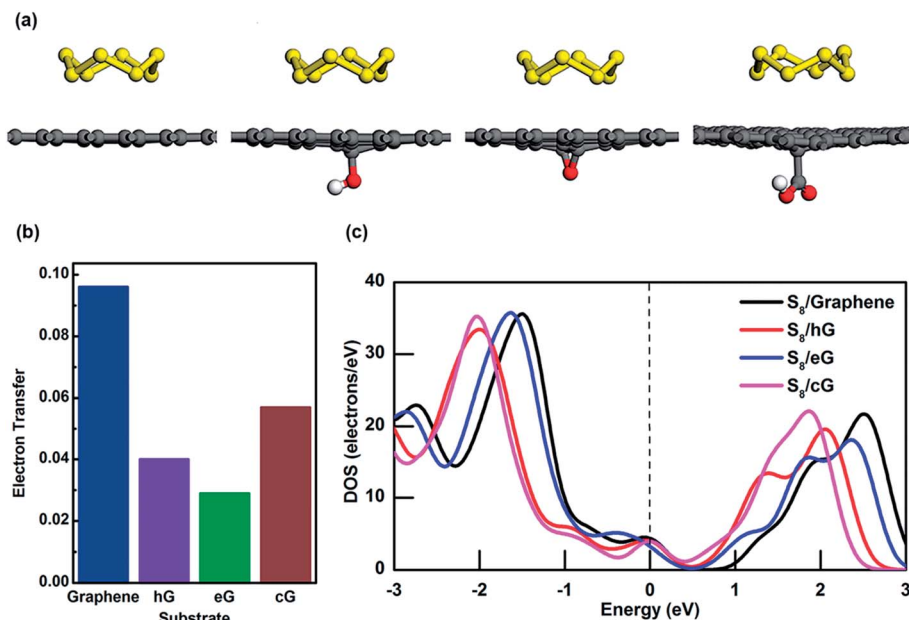 (a)
(b)
0.10
0.08
0.06
0.04
0.02
0.00
Electron Transfer
Graphene hG eG cG
Substrate
(c)
40
30
20
10
0
DOS (electrons/eV)
S8/Graphene
S8/hG
S8/eG
S8/cG
-3 -2 -1 0 1 2 3
Energy (eV)